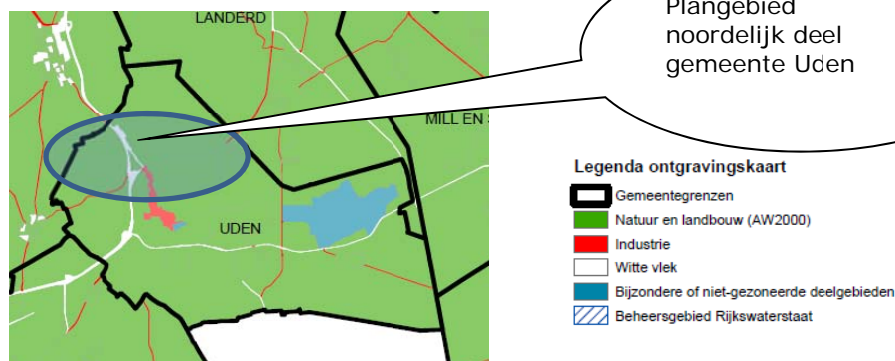 LANDERD
Plangebied
noordelijk deel
gemeente Uden
MILL EN
UDEN
Legenda ontgravingskaart
Gemeentegrenzen
Natuur en landbouw (AW2000)
Industrie
Witte vlek
Bijzondere of niet-gezoneerde deelgebieden
Beheersgebied Rijkswaterstaat